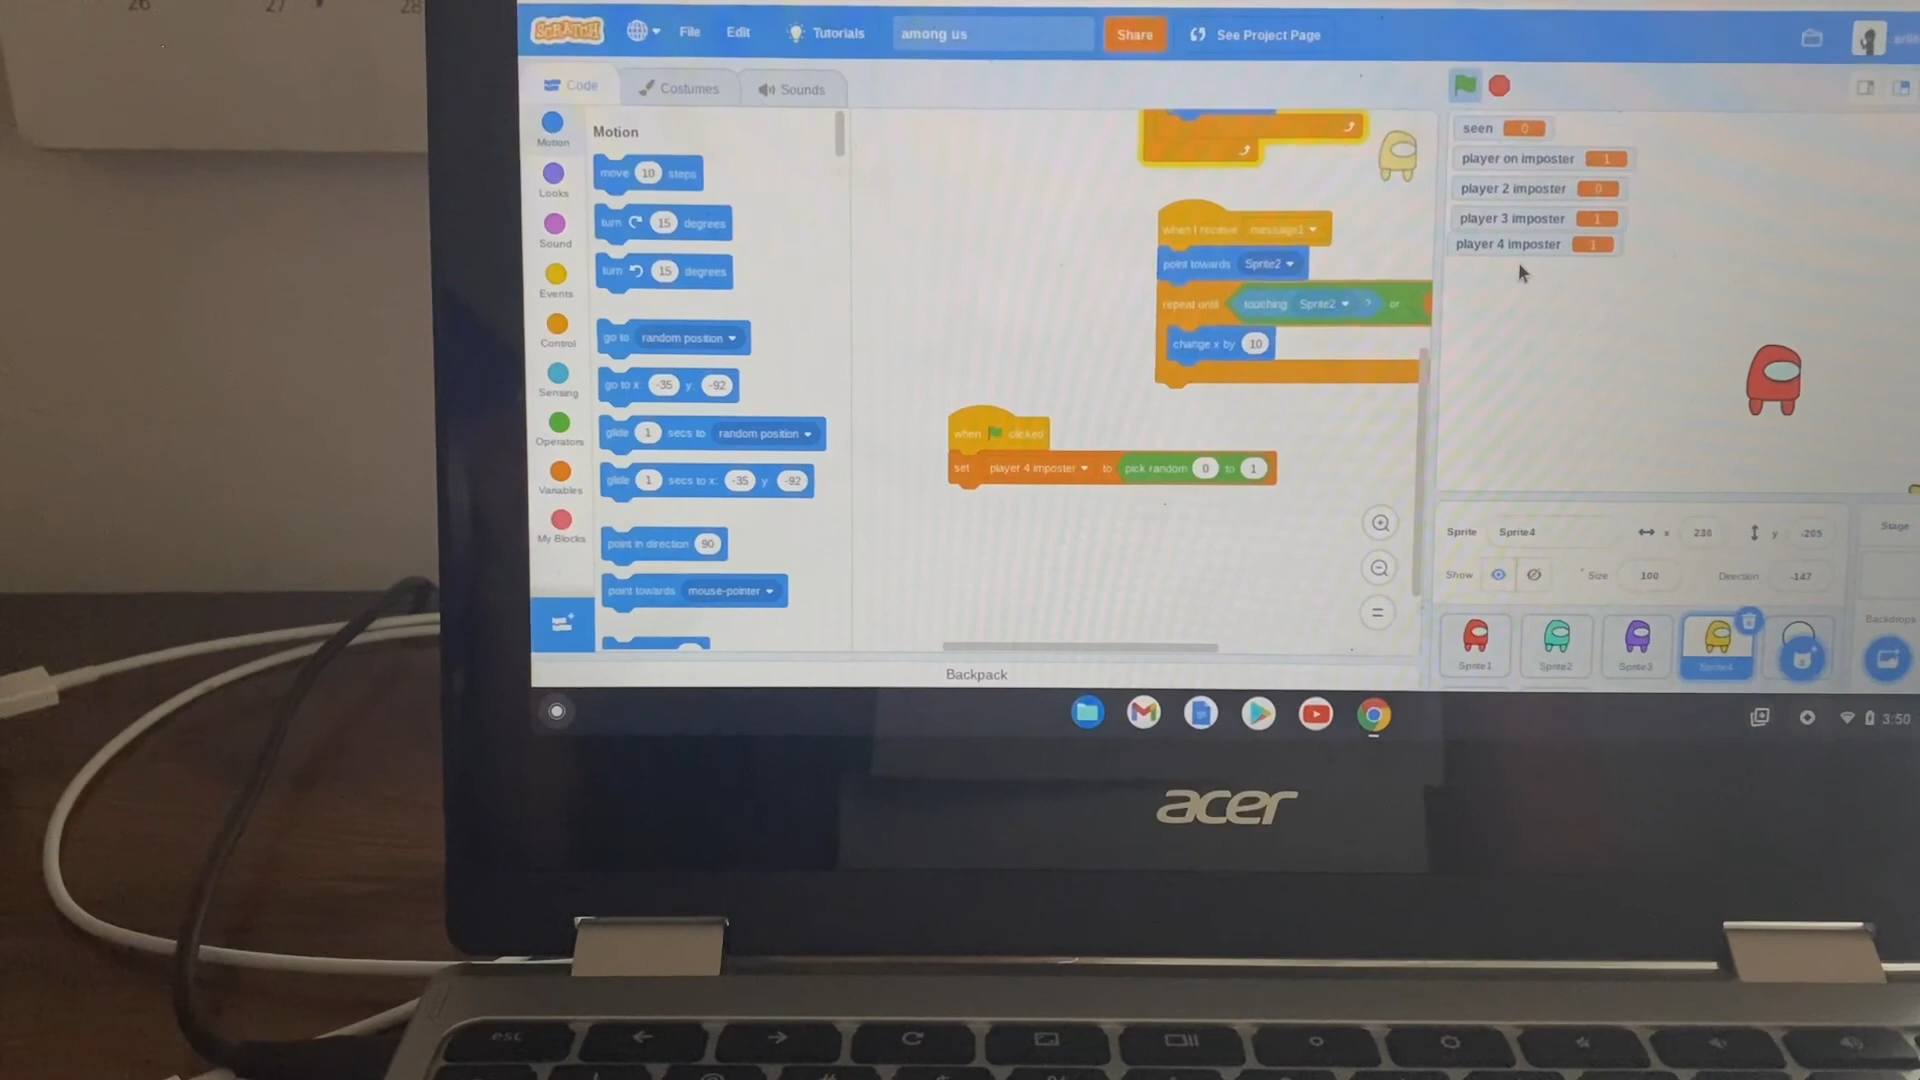 26 27 28
SCRATCH File Edit Tutorials among us Share See Project Page
Code Costumes Sounds
Motion
Looks
Sound
Events
Control
Sensing
Operators
Variables
My Blocks
Motion
move 10 steps
turn 15 degrees
turn 15 degrees
go to random position
go to x: -35 y: -92
glide 1 secs to random position
glide 1 secs to x: -35 y -92
point in direction 90
point towards mouse-pointer
when I receive message1
point towards Sprite2
repeat until touching Sprite2 ? or
change x by 10
when clicked
set player 4 imposter to pick random 0 to 1
Backpack
seen 0
player on imposter 1
player 2 imposter 0
player 3 imposter 1
player 4 imposter 1
Sprite Sprite4 x 236 y -205
Show Size 100 Direction -147
Sprite1 Sprite2 Sprite3 Sprite4
Stage
Backdrops
3:50
acer
esc